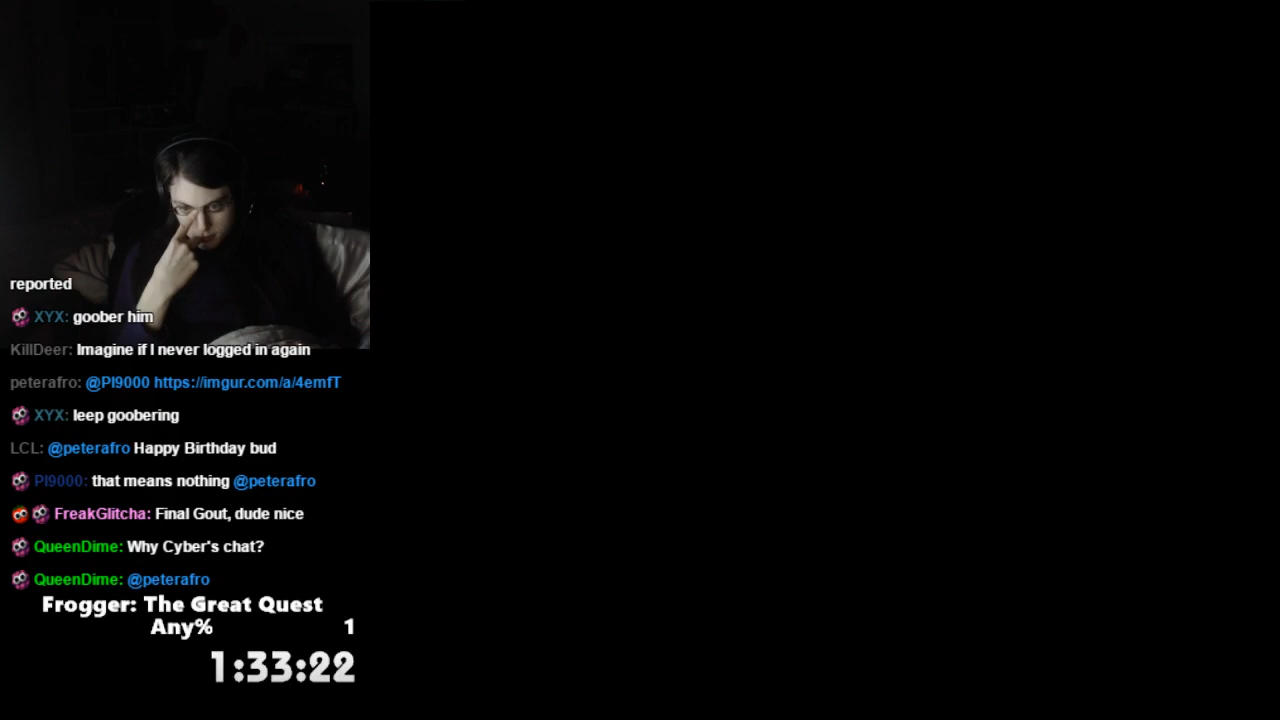 reported
XYX: goober him
KillDeer: Imagine if I never logged in again
peterafro: @PI9000 https://imgur.com/a/4emfT
XYX: leep goobering
LCL: @peterafro Happy Birthday bud
PI9000: that means nothing @peterafro
FreakGlitcha: Final Gout, dude nice
QueenDime: Why Cyber's chat?
QueenDime: @peterafro
Frogger: The Great Quest
Any% 1
1:33:22